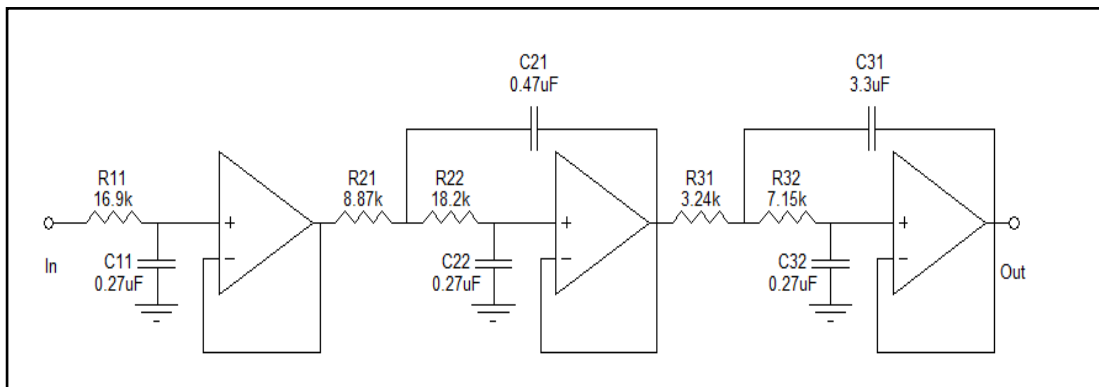 C21
0.47uF
C31
3.3uF
R11
16.9k
R21
8.87k
R22
18.2k
R31
3.24k
R32
7.15k
+
+
+
In
C11
0.27uF
−
C22
0.27uF
−
C32
0.27uF
−
Out